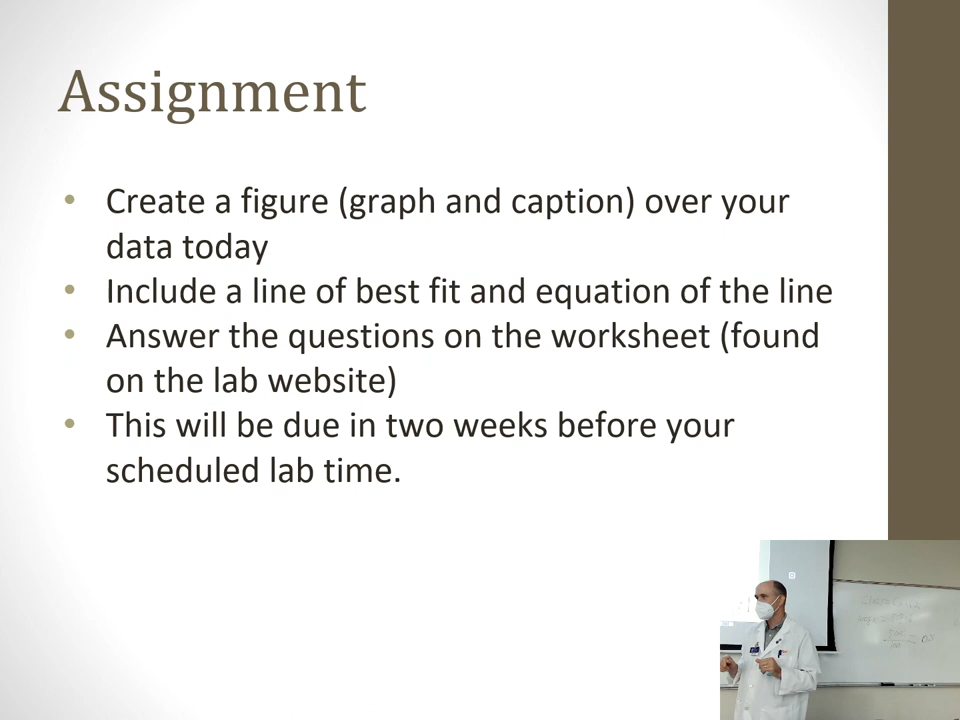 Assignment
• Create a figure (graph and caption) over your
data today
• Include a line of best fit and equation of the line
• Answer the questions on the worksheet (found
on the lab website)
• This will be due in two weeks before your
scheduled lab time.